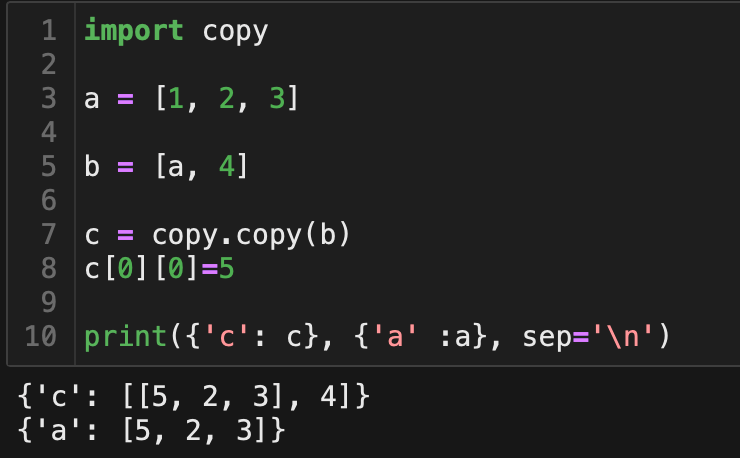 1 import copy
2
3 a = [1, 2, 3]
4
5 b = [a, 4]
6
7 c = copy.copy(b)
8 c[0][0]=5
9
10 print({'c': c}, {'a' :a}, sep='\n')
{'c': [[5, 2, 3], 4]}
{'a': [5, 2, 3]}